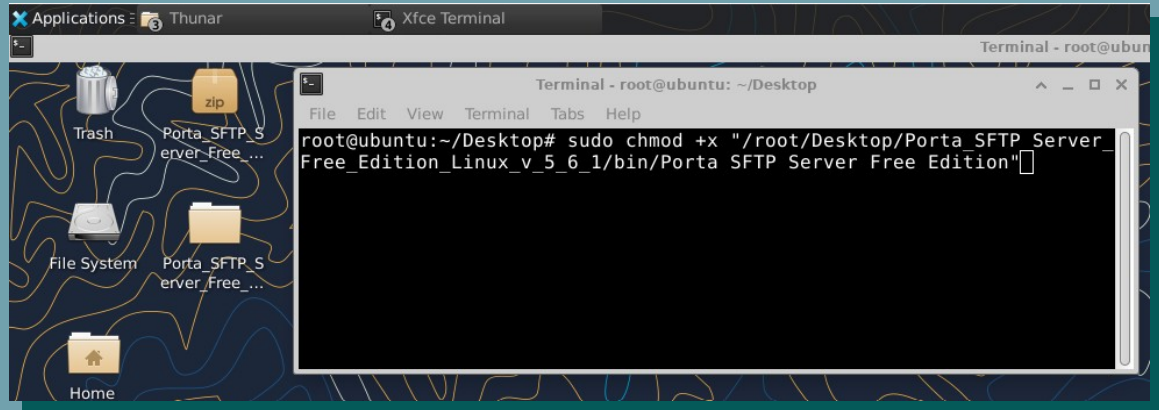 Applications
3
Thunar
4
Xfce Terminal
Terminal - root@ubun
Trash
zip
Porta_SFTP_S
erver_Free_...
File System
Porta_SFTP_S
erver_Free_...
Home
Terminal - root@ubuntu: ~/Desktop
File Edit View Terminal Tabs Help
root@ubuntu:~/Desktop# sudo chmod +x "/root/Desktop/Porta_SFTP_Server_
Free_Edition_Linux_v_5_6_1/bin/Porta SFTP Server Free Edition"